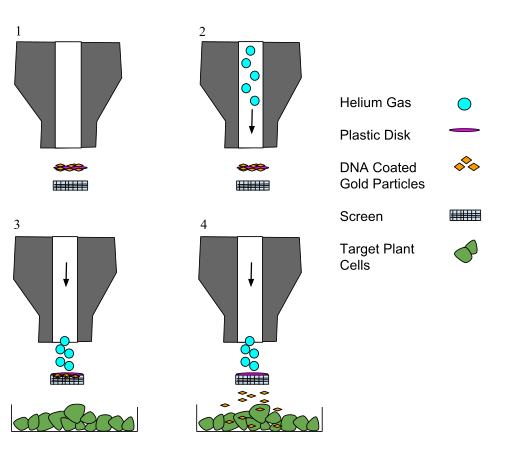 1
2
Helium Gas
Plastic Disk
DNA Coated
Gold Particles
Screen
3
4
Target Plant
Cells